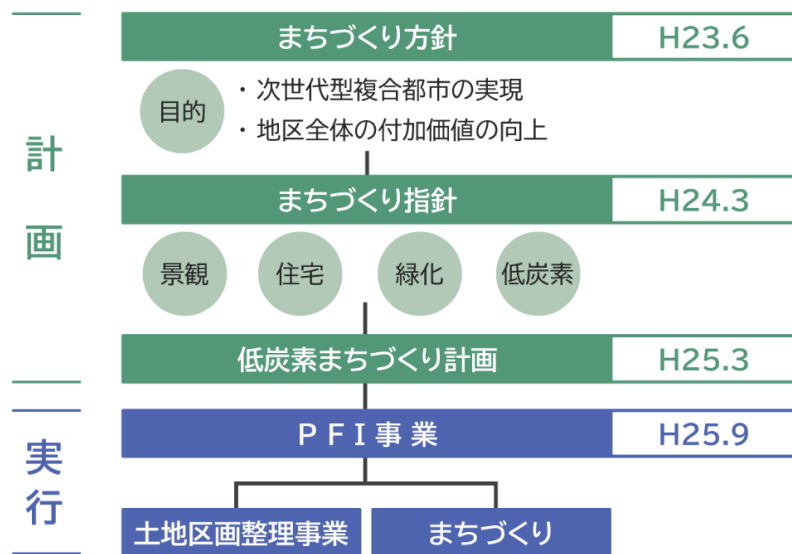 計画
まちづくり方針 H23.6
目的
・次世代型複合都市の実現
・地区全体の付加価値の向上
まちづくり指針 H24.3
景観 住宅 緑化 低炭素
低炭素まちづくり計画 H25.3
実行
PFI事業 H25.9
土地区画整理事業 まちづくり